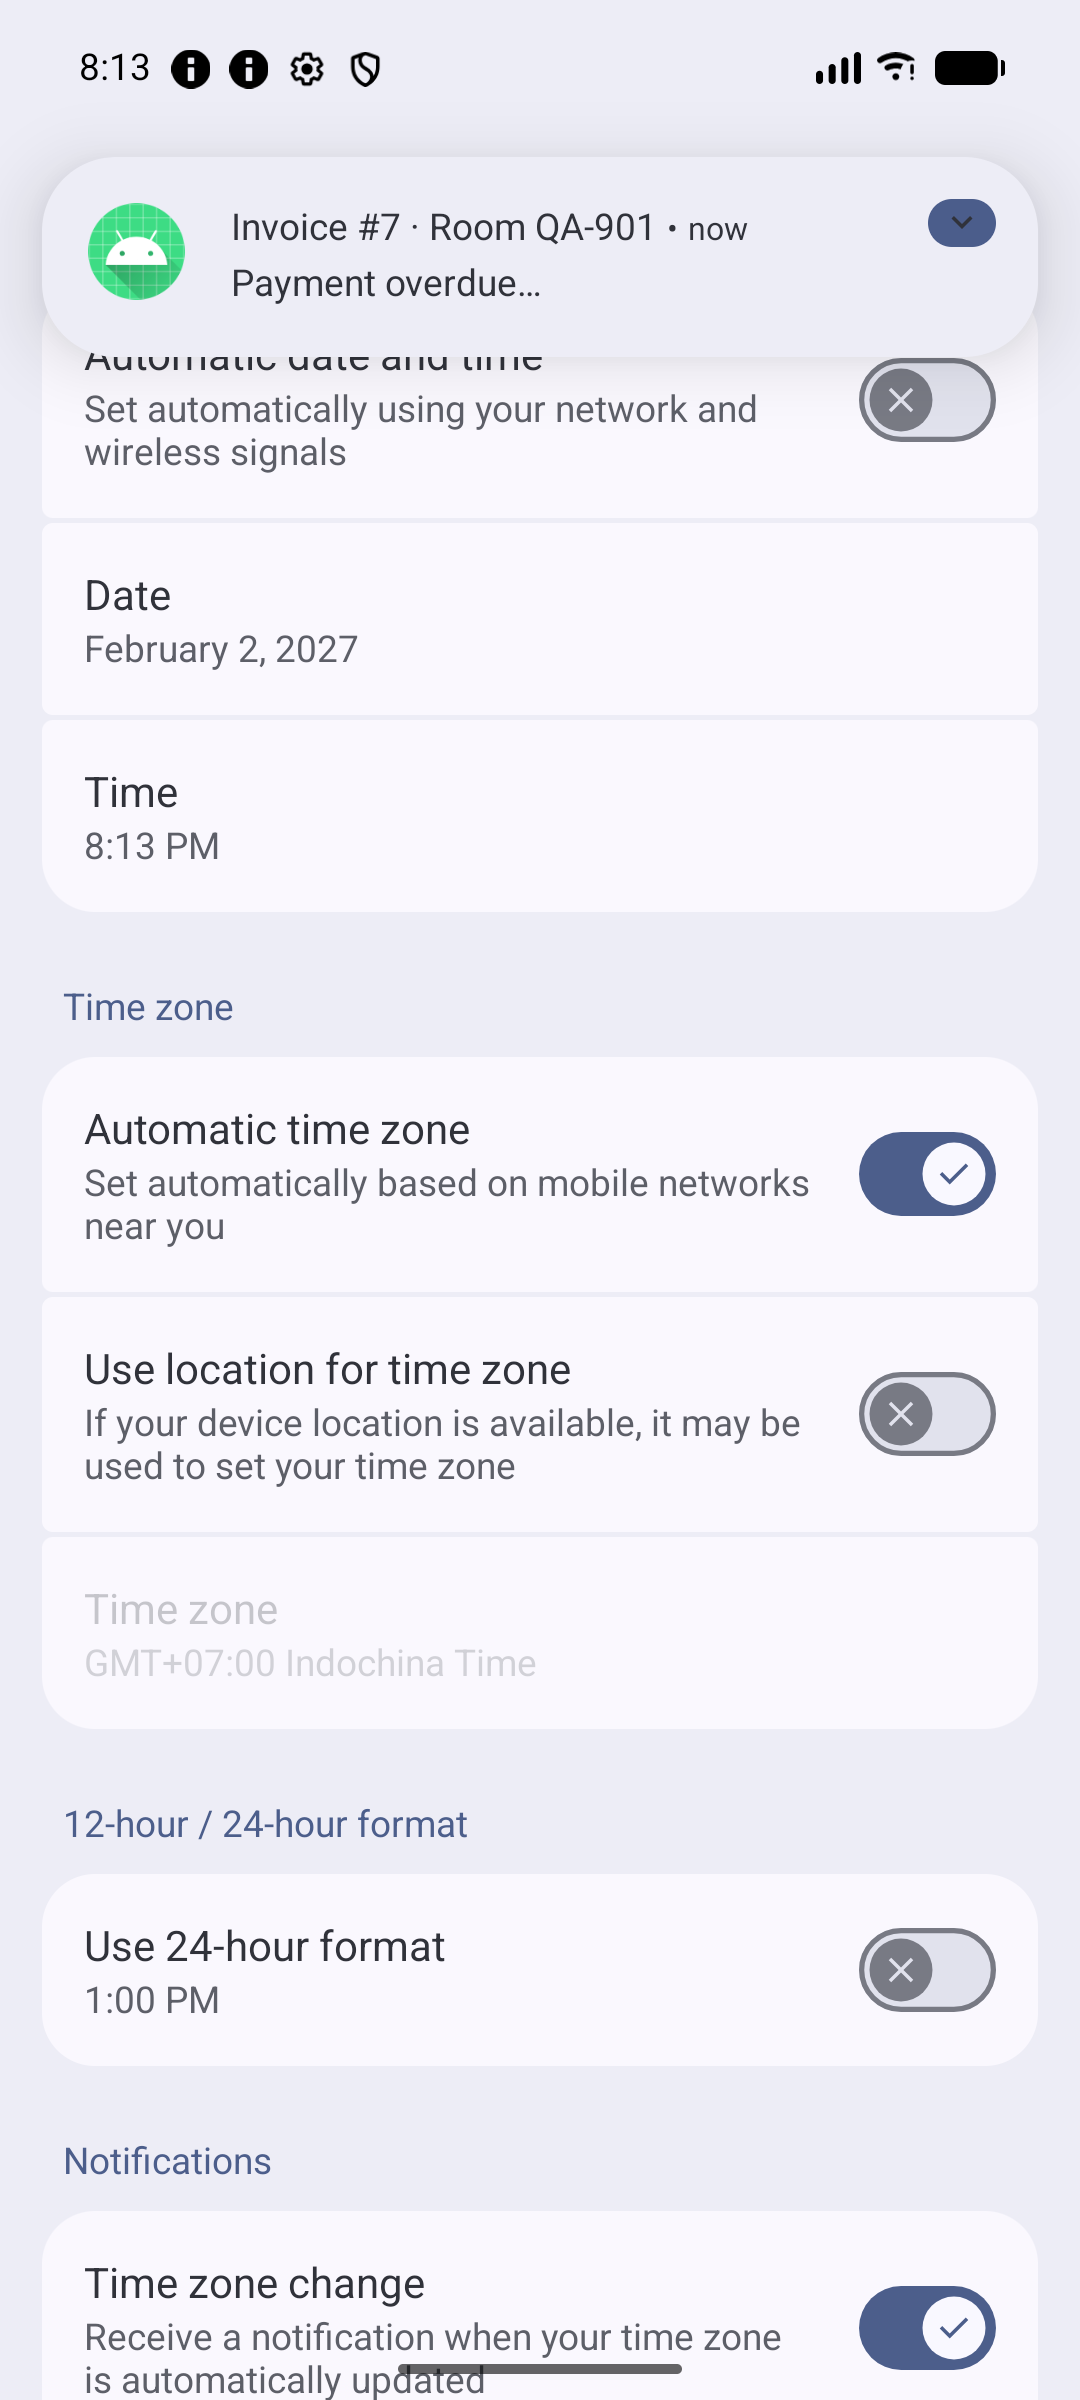 8:13
Invoice #7 · Room QA-901 • now
Payment overdue…
Automatic date and time
Set automatically using your network and
wireless signals
Date
February 2, 2027
Time
8:13 PM
Time zone
Automatic time zone
Set automatically based on mobile networks
near you
Use location for time zone
If your device location is available, it may be
used to set your time zone
Time zone
GMT+07:00 Indochina Time
12-hour / 24-hour format
Use 24-hour format
1:00 PM
Notifications
Time zone change
Receive a notification when your time zone
is automatically updated